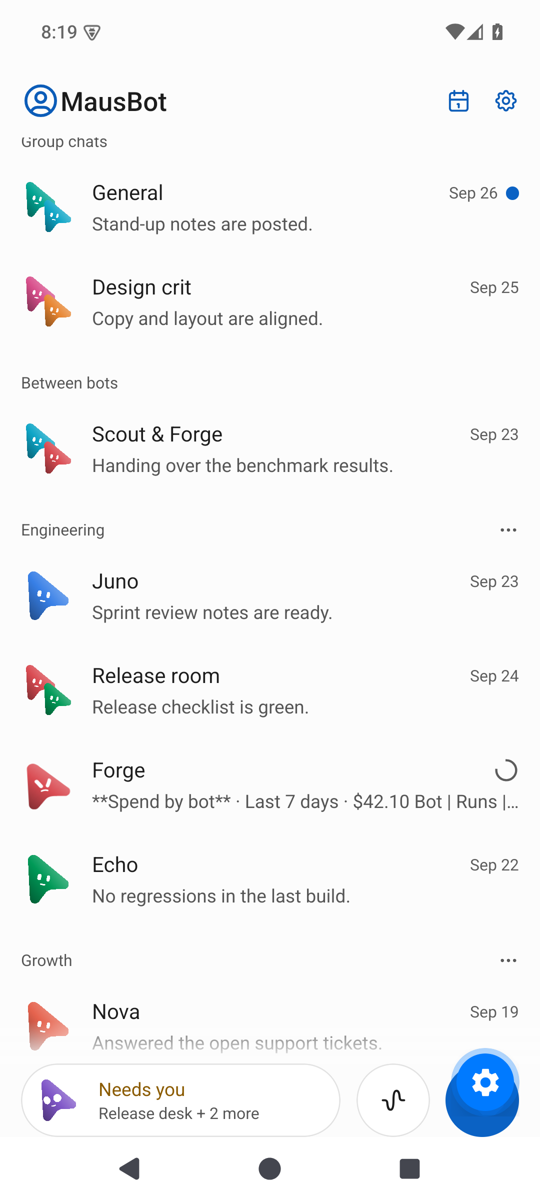 8:19
MausBot
Group chats
General
Sep 26
Stand-up notes are posted.
Design crit
Sep 25
Copy and layout are aligned.
Between bots
Scout & Forge
Sep 23
Handing over the benchmark results.
Engineering
Juno
Sep 23
Sprint review notes are ready.
Release room
Sep 24
Release checklist is green.
Forge
**Spend by bot** · Last 7 days · $42.10 Bot | Runs |…
Echo
Sep 22
No regressions in the last build.
Growth
Nova
Sep 19
Answered the open support tickets.
Needs you
Release desk + 2 more